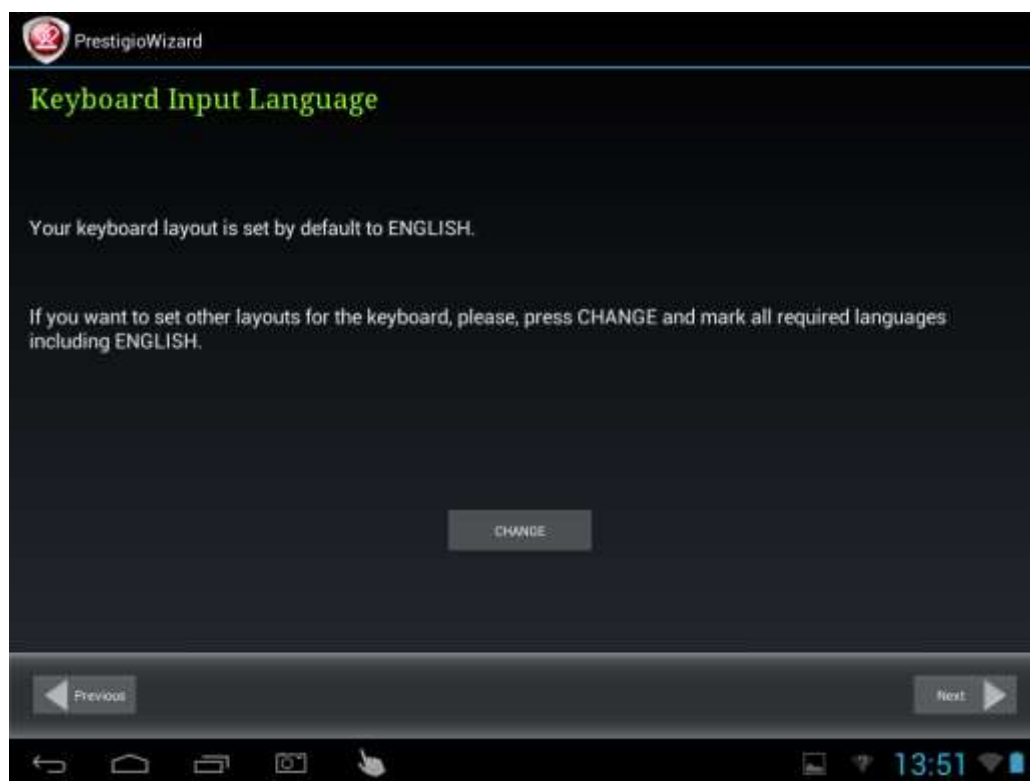 PrestigioWizard
Keyboard Input Language
Your keyboard layout is set by default to ENGLISH.
If you want to set other layouts for the keyboard, please, press CHANGE and mark all required languages
including ENGLISH.
CHANGE
Previous
Next
13:51